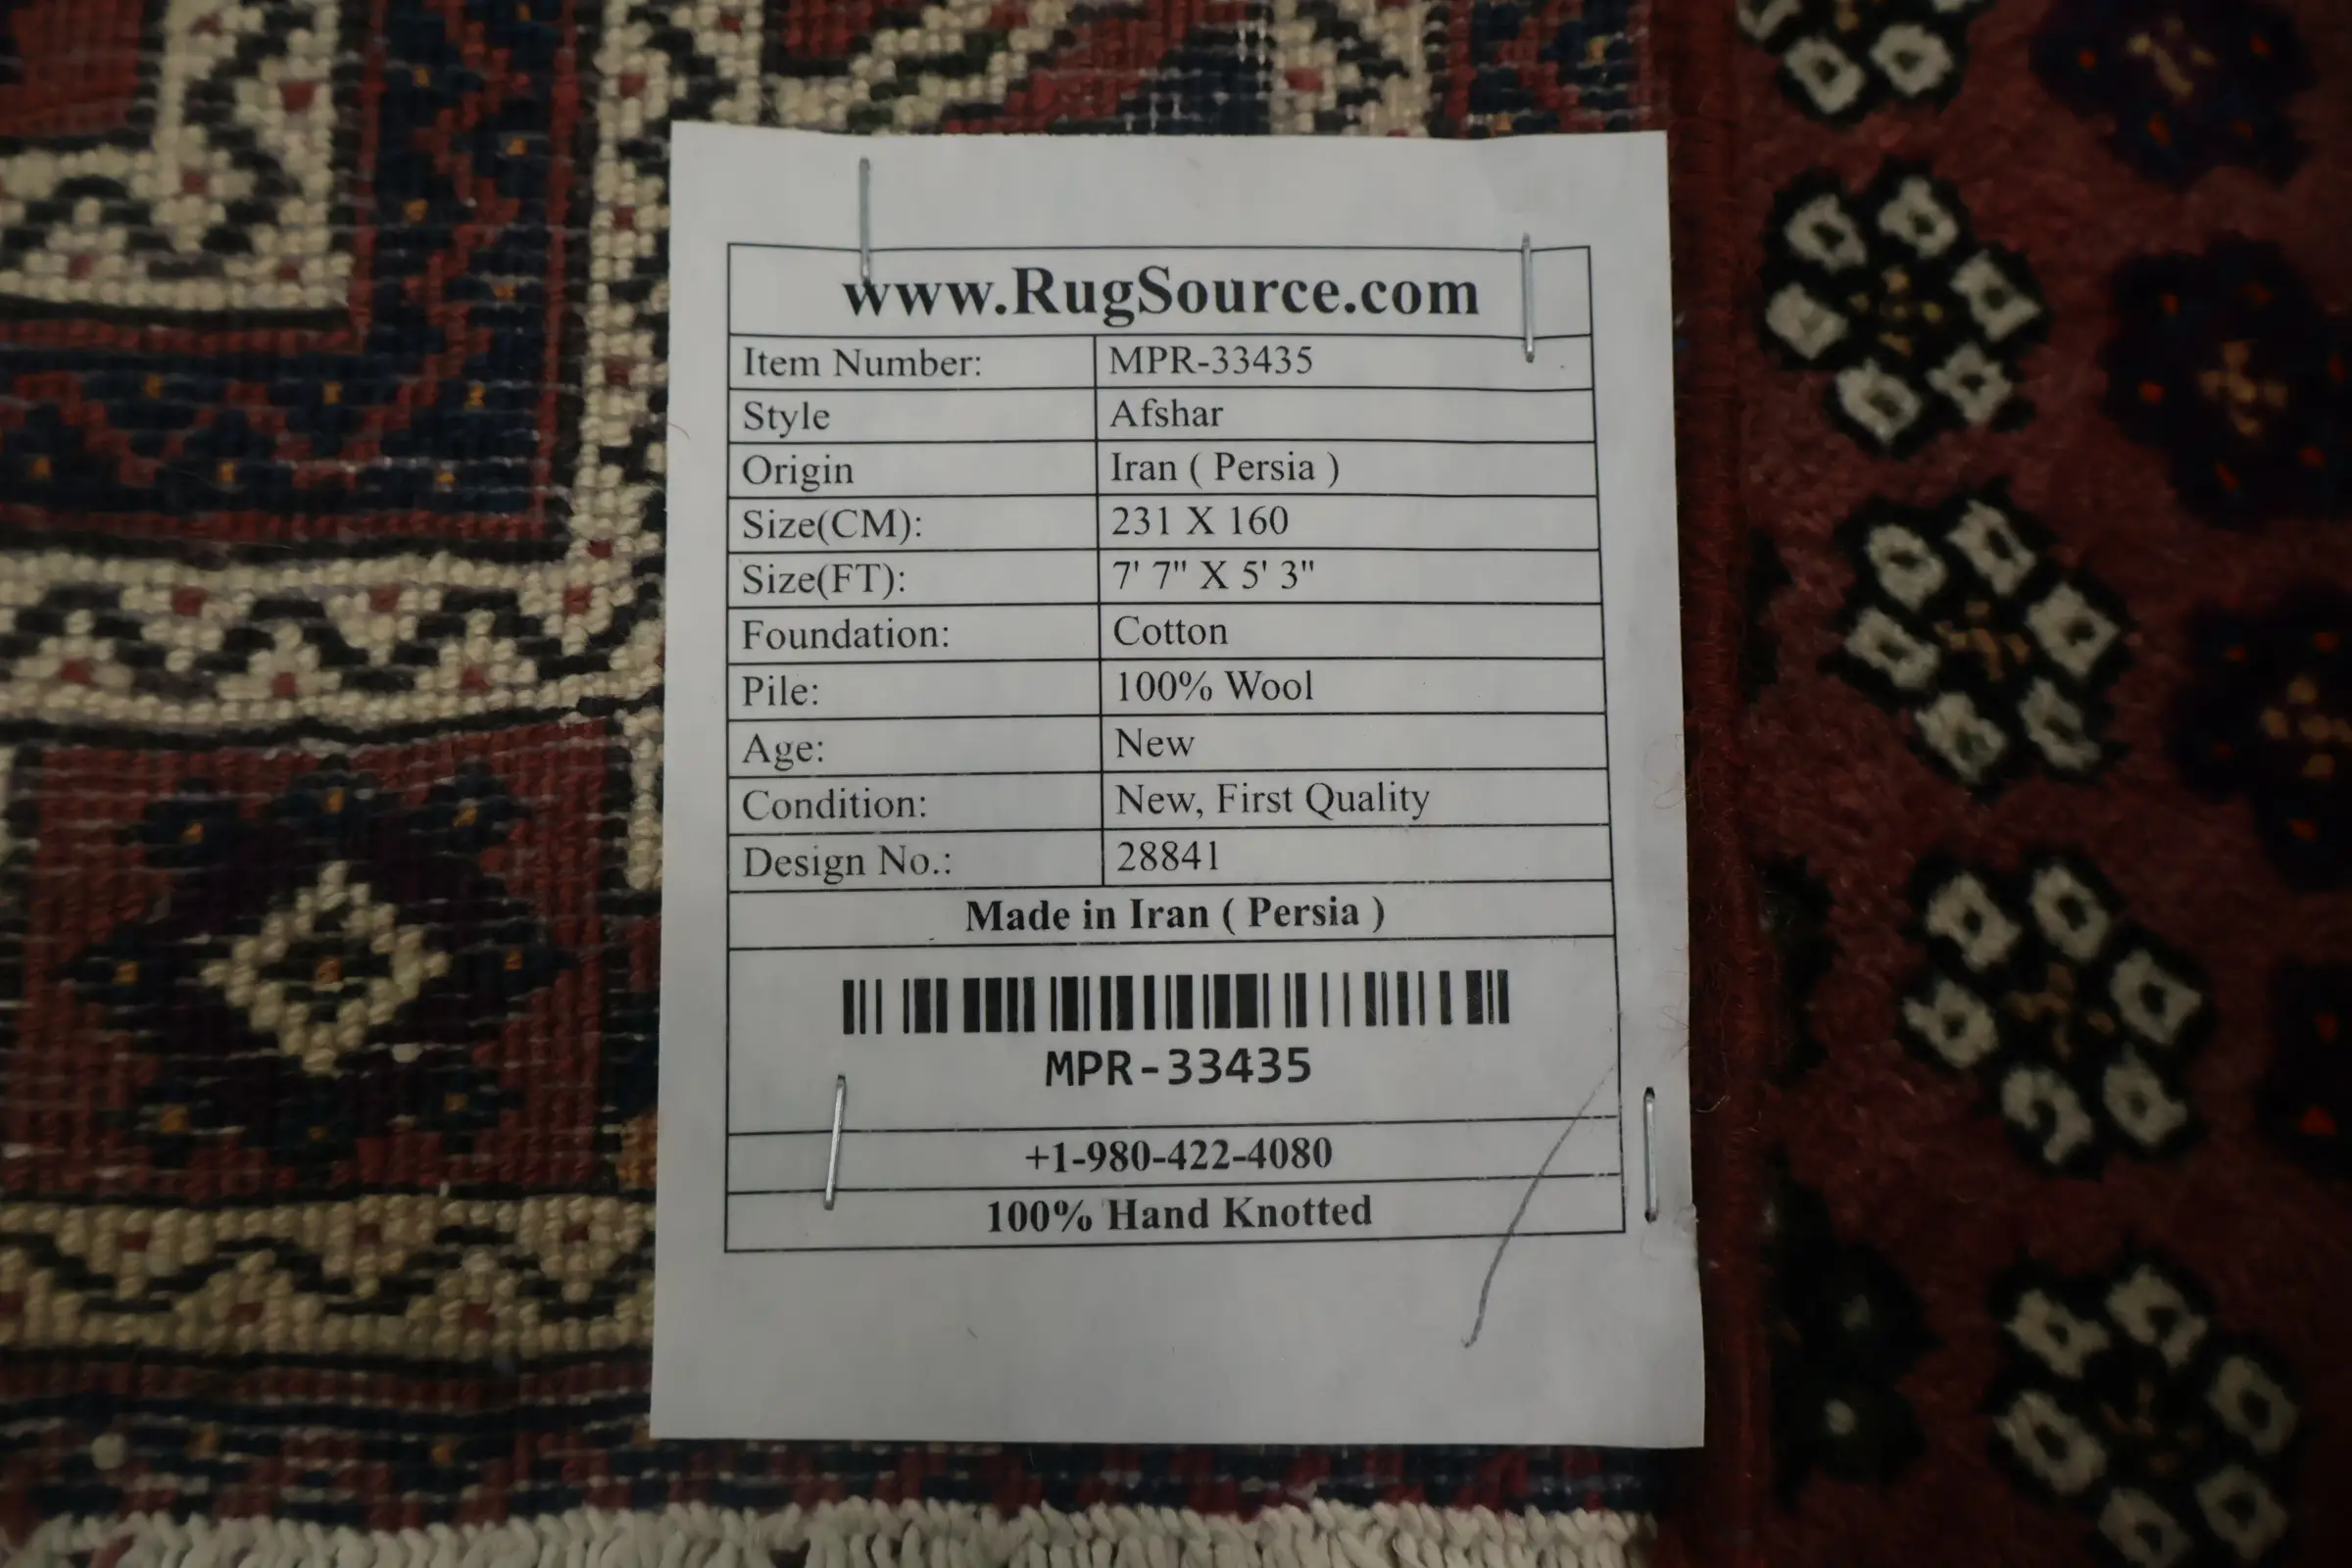 www.RugSource.com
Item Number: MPR-33435
Style Afshar
Origin Iran ( Persia )
Size(CM): 231 X 160
Size(FT): 7' 7" X 5' 3"
Foundation: Cotton
Pile: 100% Wool
Age: New
Condition: New, First Quality
Design No.: 28841
Made in Iran ( Persia )
MPR-33435
+1-980-422-4080
100% Hand Knotted